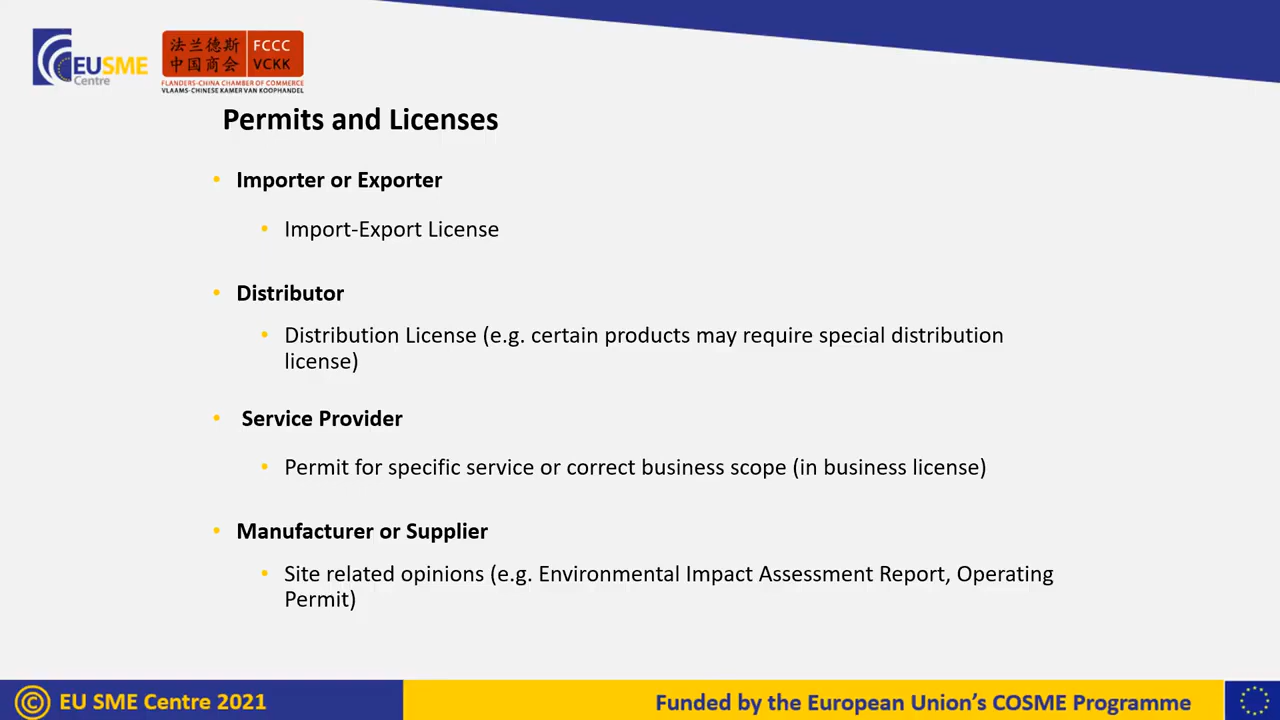 EUSME
Centre
法兰德斯
中国商会
FCCC
VCKK
FLANDERS-CHINA CHAMBER OF COMMERCE
VLAAMS-CHINESE KAMER VAN KOOPHANDEL
Permits and Licenses
• Importer or Exporter
• Import-Export License
• Distributor
• Distribution License (e.g. certain products may require special distribution
license)
• Service Provider
• Permit for specific service or correct business scope (in business license)
• Manufacturer or Supplier
• Site related opinions (e.g. Environmental Impact Assessment Report, Operating
Permit)
© EU SME Centre 2021
Funded by the European Union’s COSME Programme